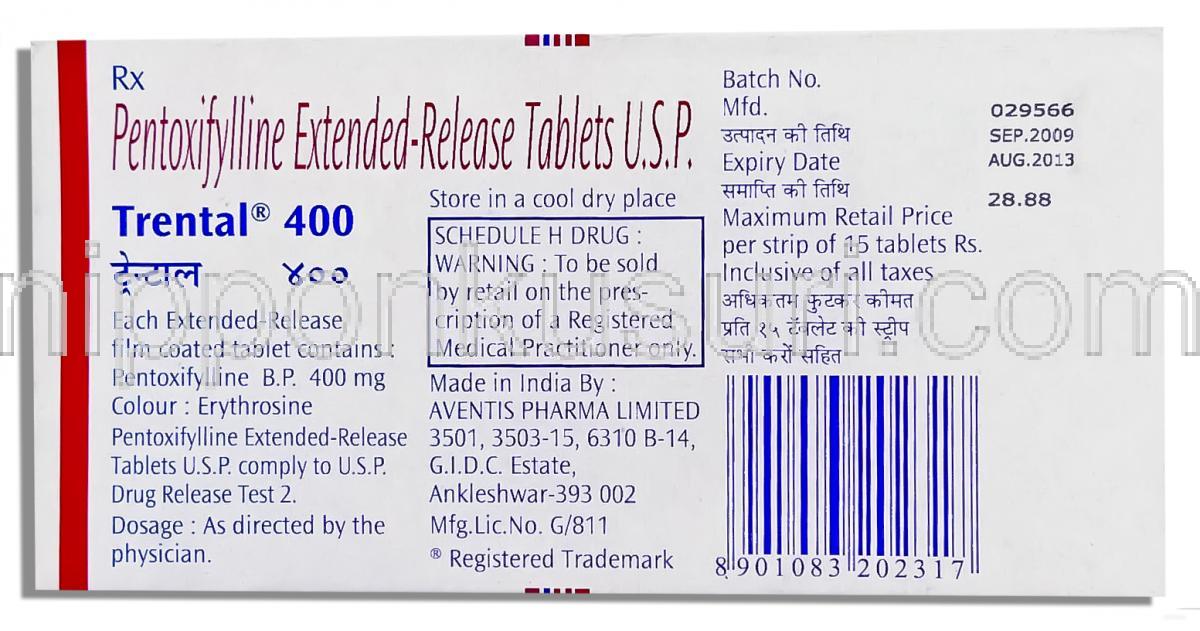 Rx
Pentoxifylline Extended-Release Tablets U.S.P.
Trental® 400
ट्रेन्टाल ४००
Each Extended-Release
film coated tablet contains :
Pentoxifylline B.P. 400 mg
Colour : Erythrosine
Pentoxifylline Extended-Release
Tablets U.S.P. comply to U.S.P.
Drug Release Test 2.
Dosage : As directed by the
physician.
Store in a cool dry place
SCHEDULE H DRUG :
WARNING : To be sold
by retail on the pres-
cription of a Registered
Medical Practitioner only.
Made in India By :
AVENTIS PHARMA LIMITED
3501, 3503-15, 6310 B-14,
G.I.D.C. Estate,
Ankleshwar-393 002
Mfg.Lic.No. G/811
® Registered Trademark
Batch No.
Mfd.
उत्पादन की तिथि
Expiry Date
समाप्ति की तिथि
Maximum Retail Price
per strip of 15 tablets Rs.
Inclusive of all taxes
अधिकतम फुटकर कीमत
प्रति १५ टॅबलेट की स्ट्रीप
सभी करों सहित
029566
SEP.2009
AUG.2013
28.88
8 901083 202317
nipponkusuri.com